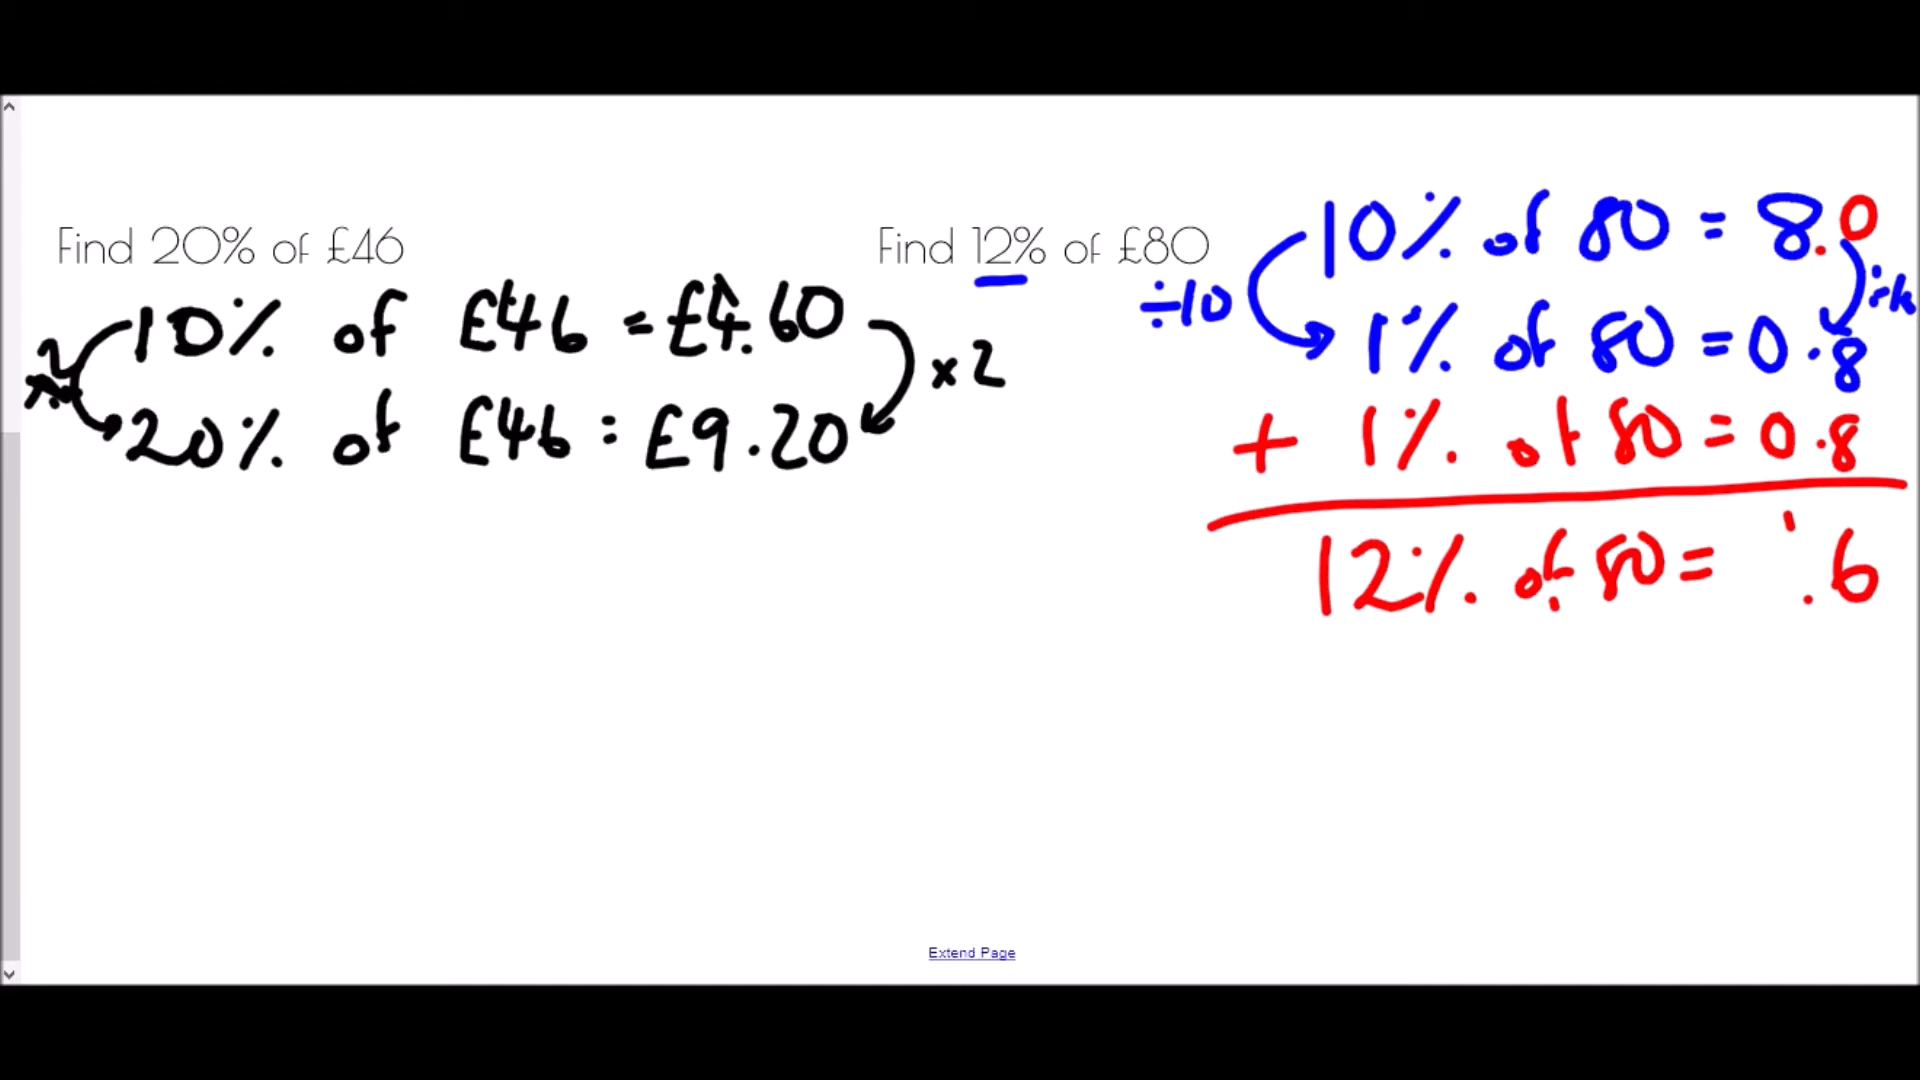 Find 20% of £46
10% of £46 = £4.60
×2
20% of £46 = £9.20
×2
Find 12% of £80
10% of 80 = 8.0
÷10
1% of 80 = 0.8
+ 1% of 80 = 0.8
12% of 80 = .6
Extend Page